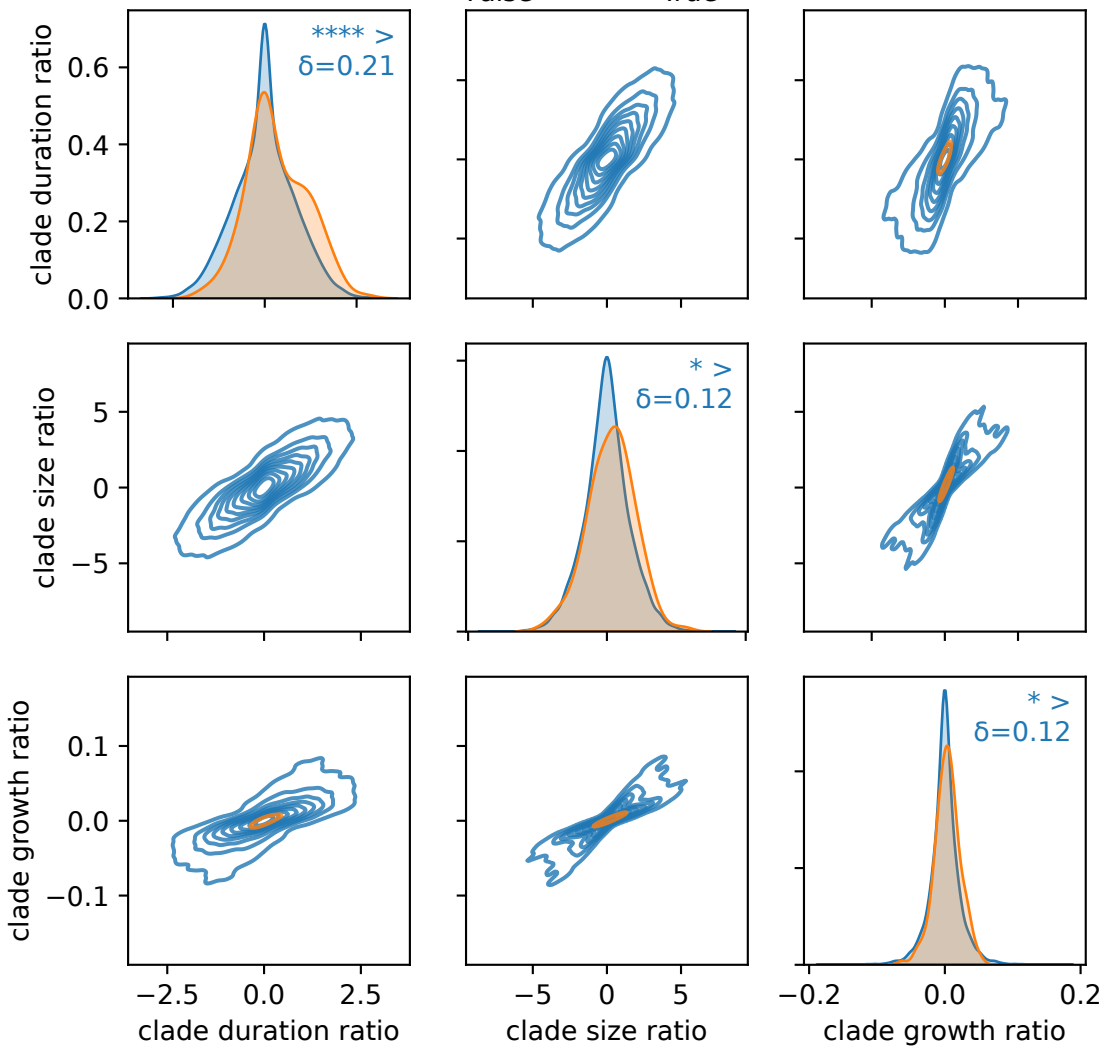 False True
**** >
δ=0.21
clade duration ratio
0.6
0.4
0.2
0.0
* >
δ=0.12
clade size ratio
5
0
−5
* >
δ=0.12
clade growth ratio
0.1
0.0
−0.1
−2.5 0.0 2.5
−5 0 5
−0.2 0.0 0.2
clade duration ratio
clade size ratio
clade growth ratio